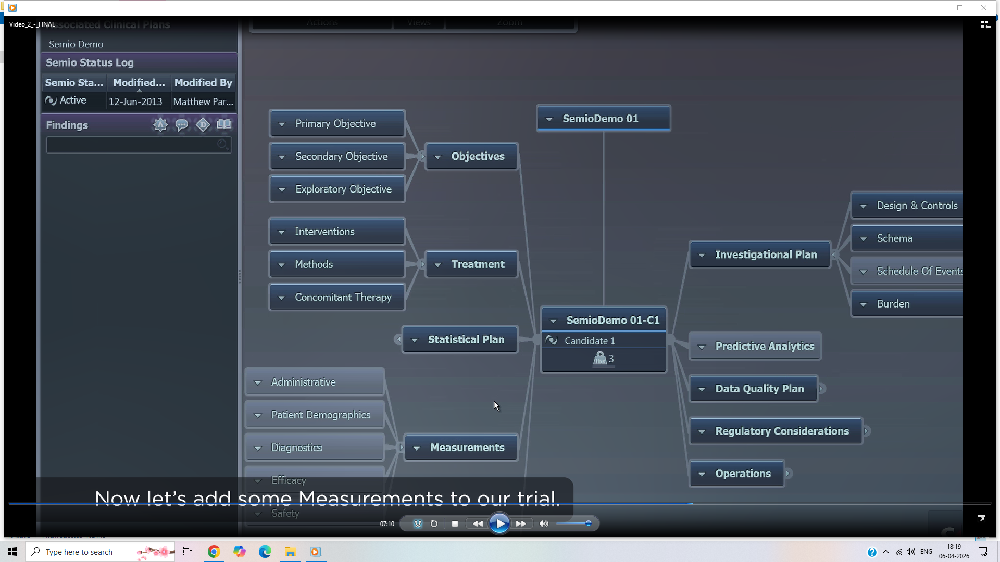 Video_2_-_FINAL
Associated Clinical Plans
Semio Demo
Semio Status Log
Semio Sta... Modified... Modified By
Active 12-Jun-2013 Matthew Par...
Findings
A
D
Actions Views Zoom
SemioDemo 01
Primary Objective
Secondary Objective
Exploratory Objective
Objectives
Interventions
Methods
Concomitant Therapy
Treatment
Statistical Plan
Administrative
Patient Demographics
Diagnostics
Efficacy
Safety
Measurements
SemioDemo 01-C1
Candidate 1
lbs 3
Investigational Plan
Design & Controls
Schema
Schedule Of Events
Burden
Predictive Analytics
Data Quality Plan
Regulatory Considerations
Operations
Now let's add some Measurements to our trial.
07:10
Type here to search
ENG
18:19
06-04-2026